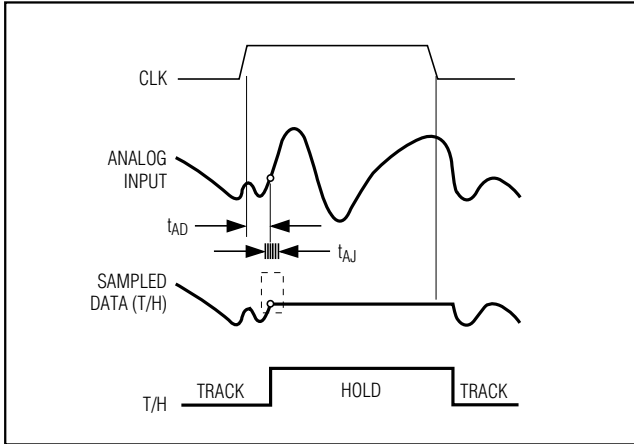 CLK
ANALOG
INPUT
tAD
tAJ
SAMPLED
DATA (T/H)
TRACK
HOLD
TRACK
T/H